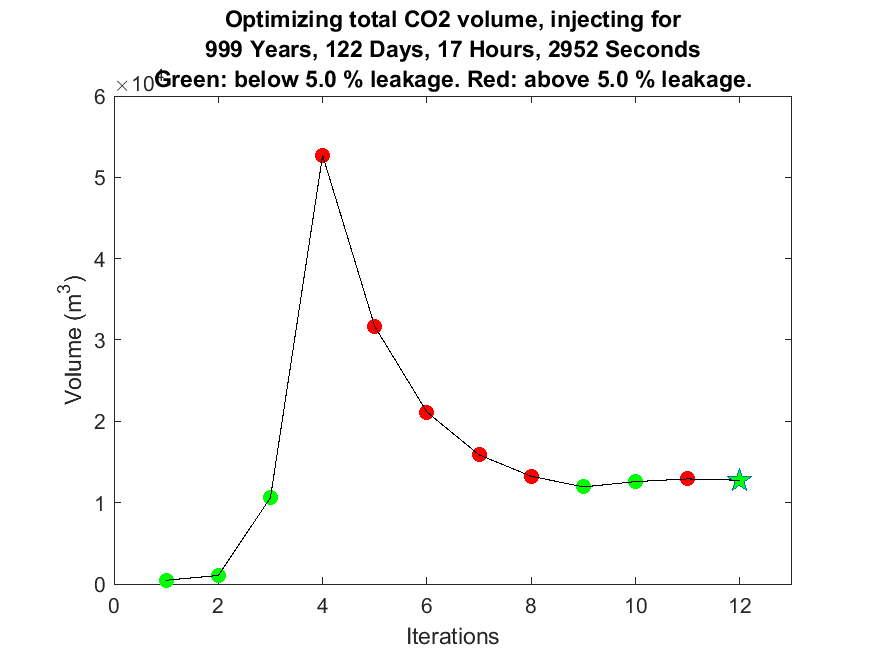 Optimizing total CO2 volume, injecting for
999 Years, 122 Days, 17 Hours, 2952 Seconds
Green: below 5.0 % leakage. Red: above 5.0 % leakage.
×10⁴
6
5
4
3
2
1
0
Volume (m³)
0 2 4 6 8 10 12
Iterations